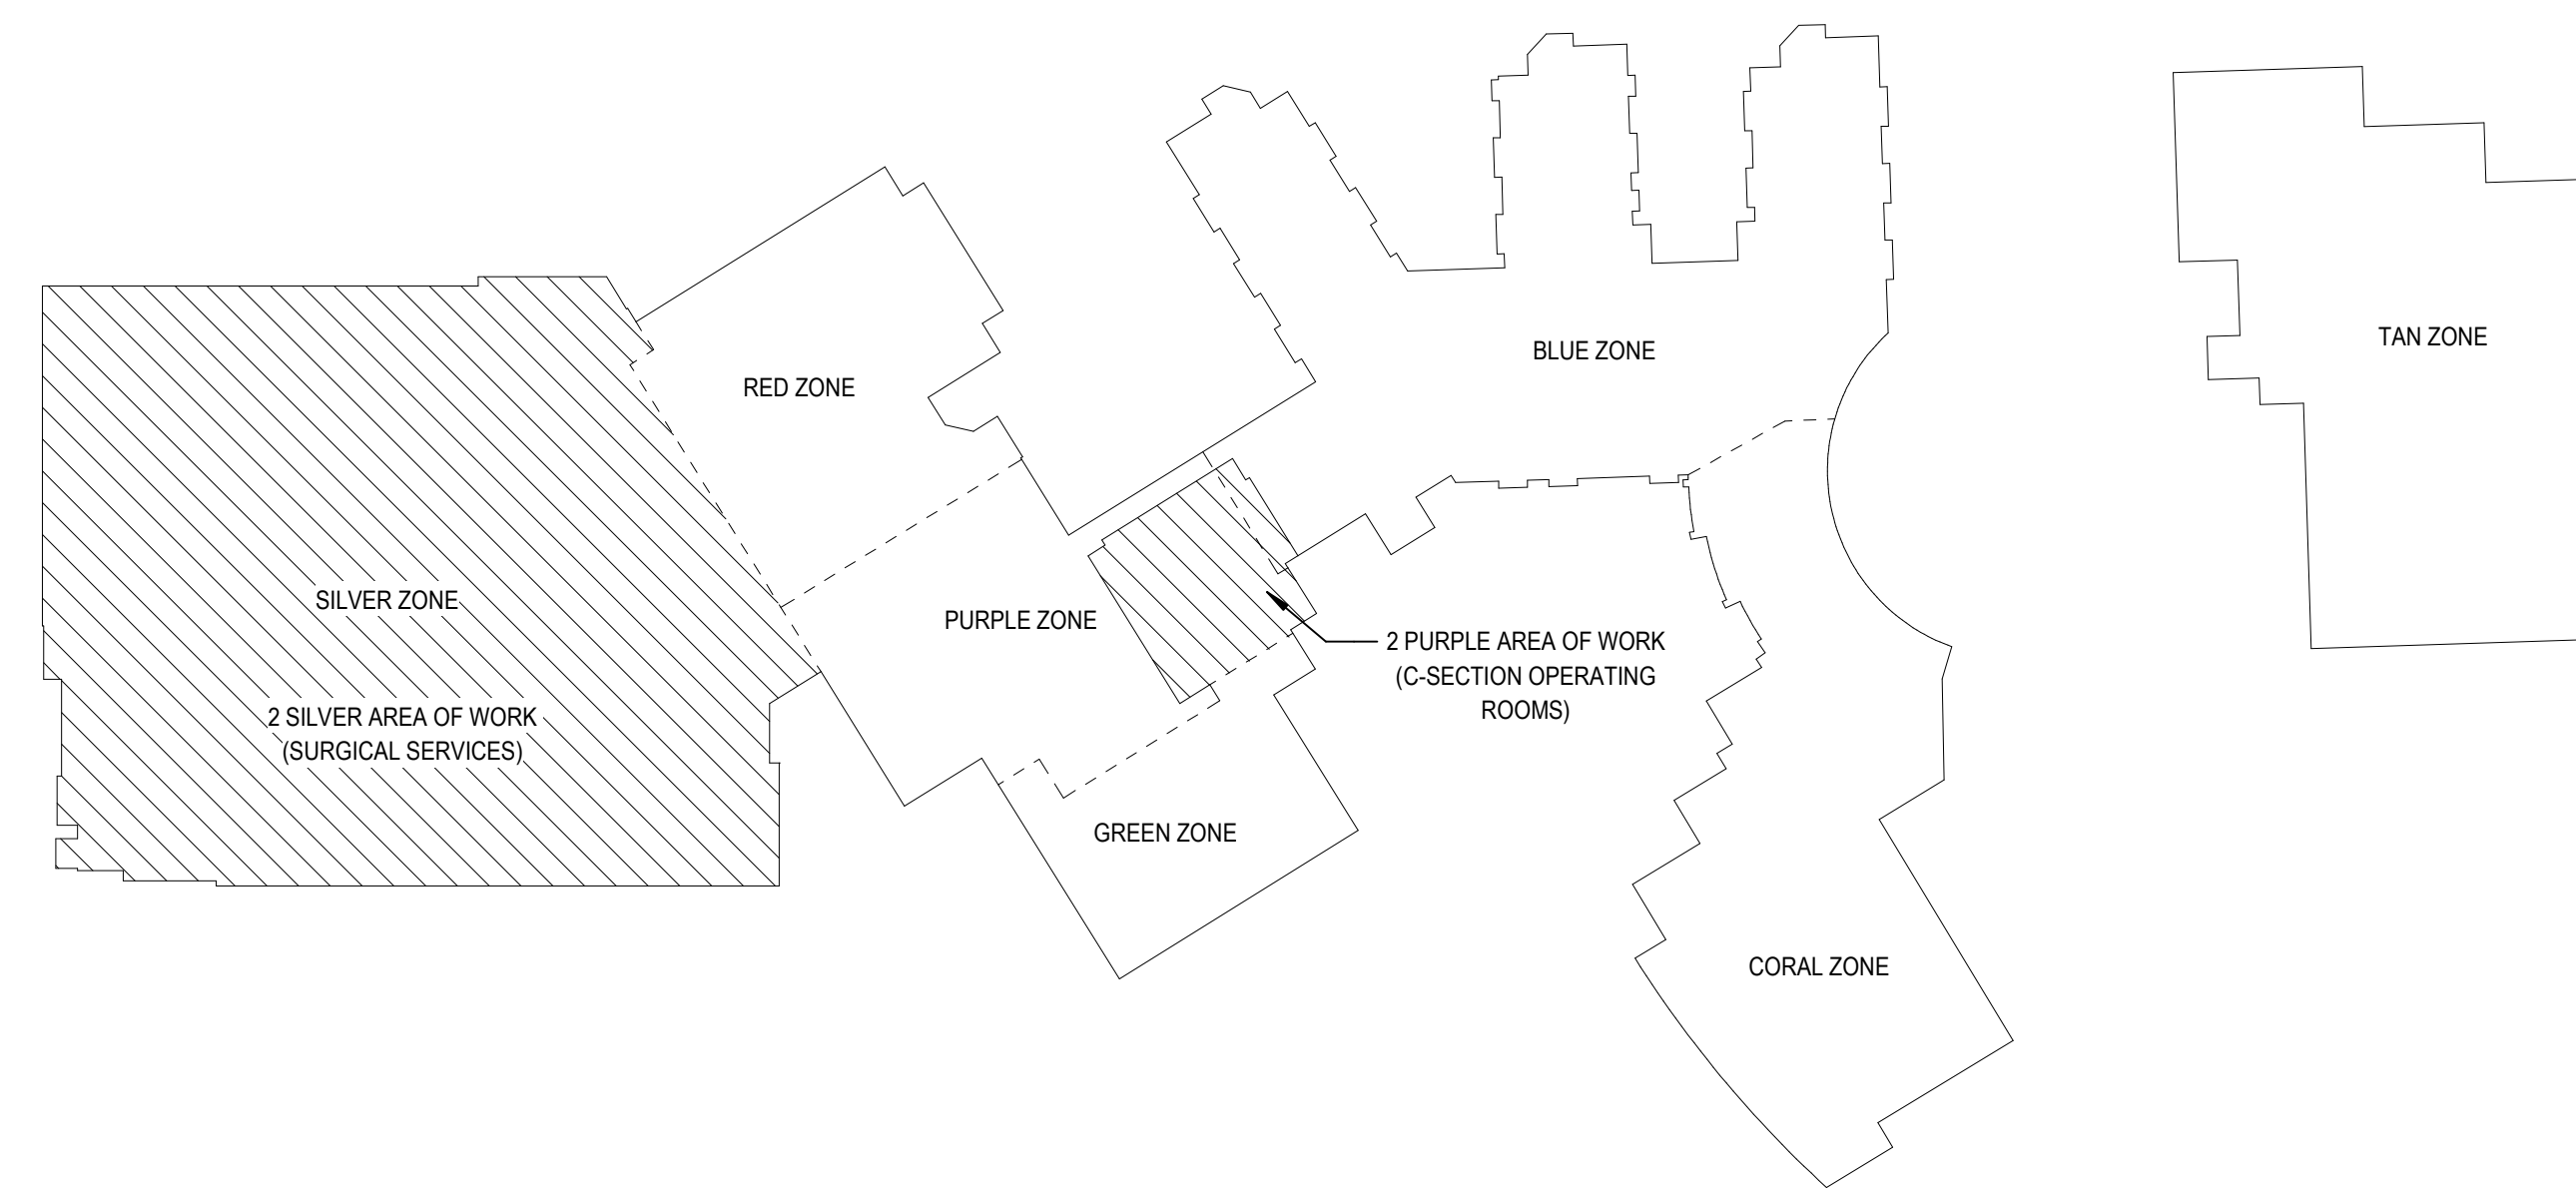 BLUE ZONE
TAN ZONE
RED ZONE
SILVER ZONE
PURPLE ZONE
2 PURPLE AREA OF WORK
(C-SECTION OPERATING
ROOMS)
2 SILVER AREA OF WORK
(SURGICAL SERVICES)
GREEN ZONE
CORAL ZONE